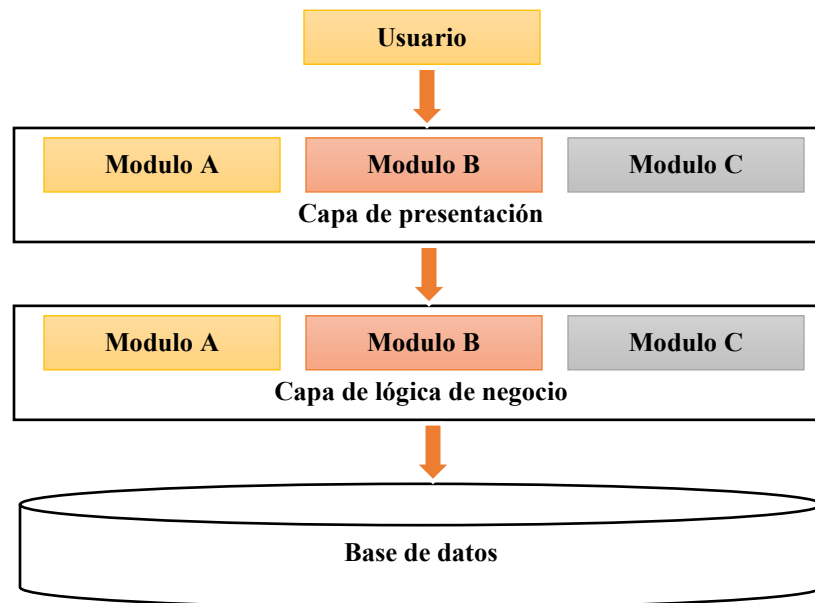 Usuario
Modulo A
Modulo B
Modulo C
Capa de presentación
Modulo A
Modulo B
Modulo C
Capa de lógica de negocio
Base de datos